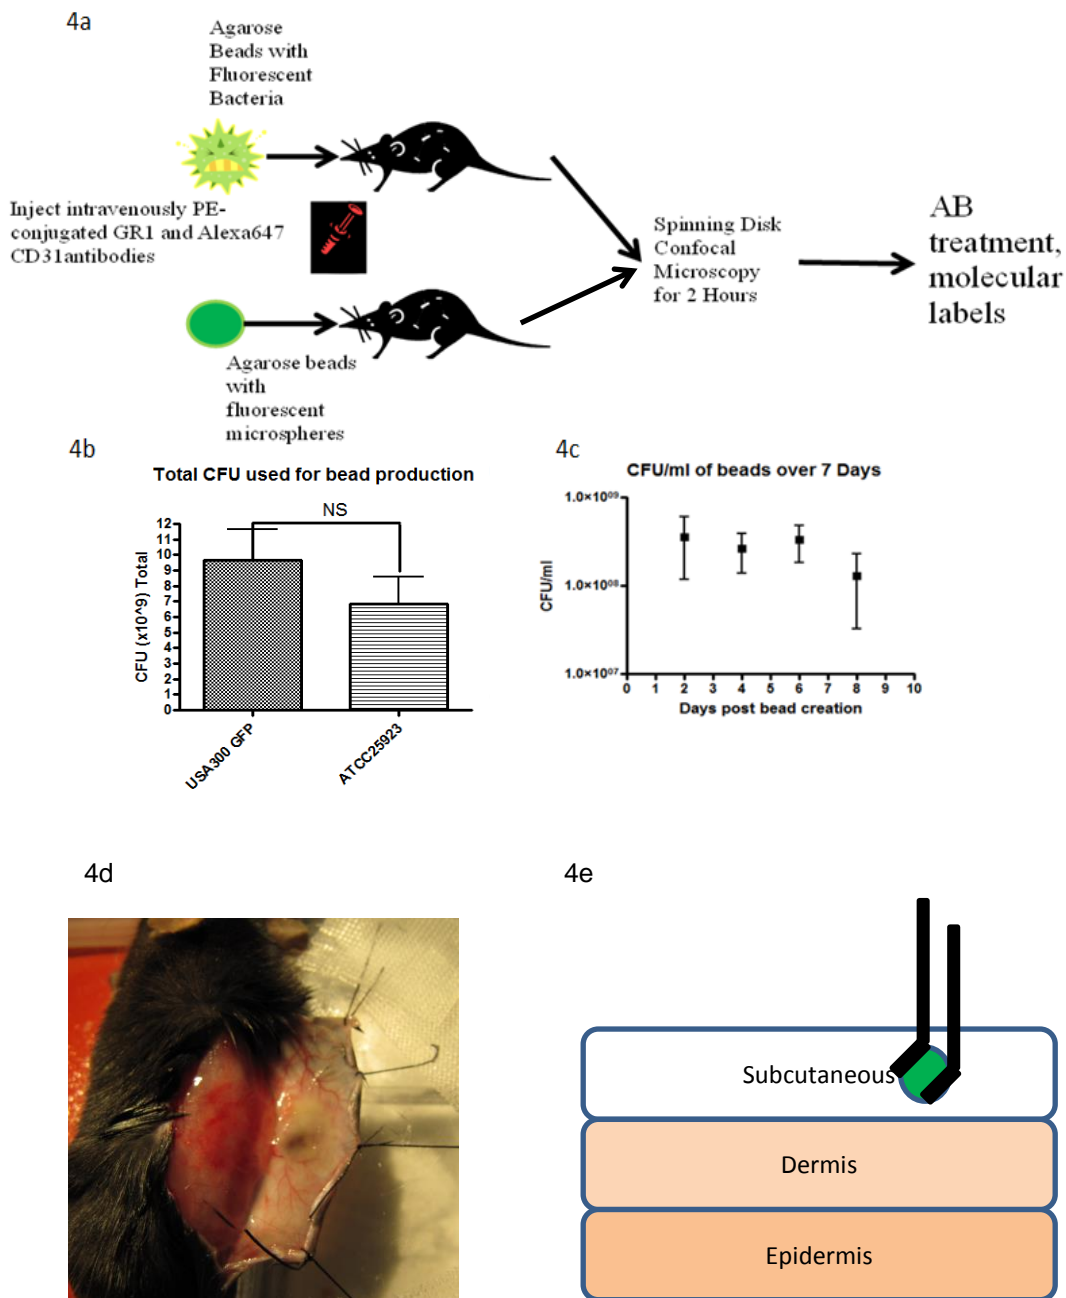 4a
Agarose
Beads with
Fluorescent
Bacteria
Inject intravenously PE-
conjugated GR1 and Alexa647
CD31antibodies
Agarose beads
with
fluorescent
microspheres
Spinning Disk
Confocal
Microscopy
for 2 Hours
AB
treatment,
molecular
labels
4b
Total CFU used for bead production
NS
CFU (x10^9) Total
12
11
10
9
8
7
6
5
4
3
2
1
0
USA300 GFP
ATCC25923
4c
CFU/ml of beads over 7 Days
CFU/ml
1.0×10⁰⁹
1.0×10⁰⁸
1.0×10⁰⁷
0 1 2 3 4 5 6 7 8 9 10
Days post bead creation
4d
4e
Subcutaneous
Dermis
Epidermis